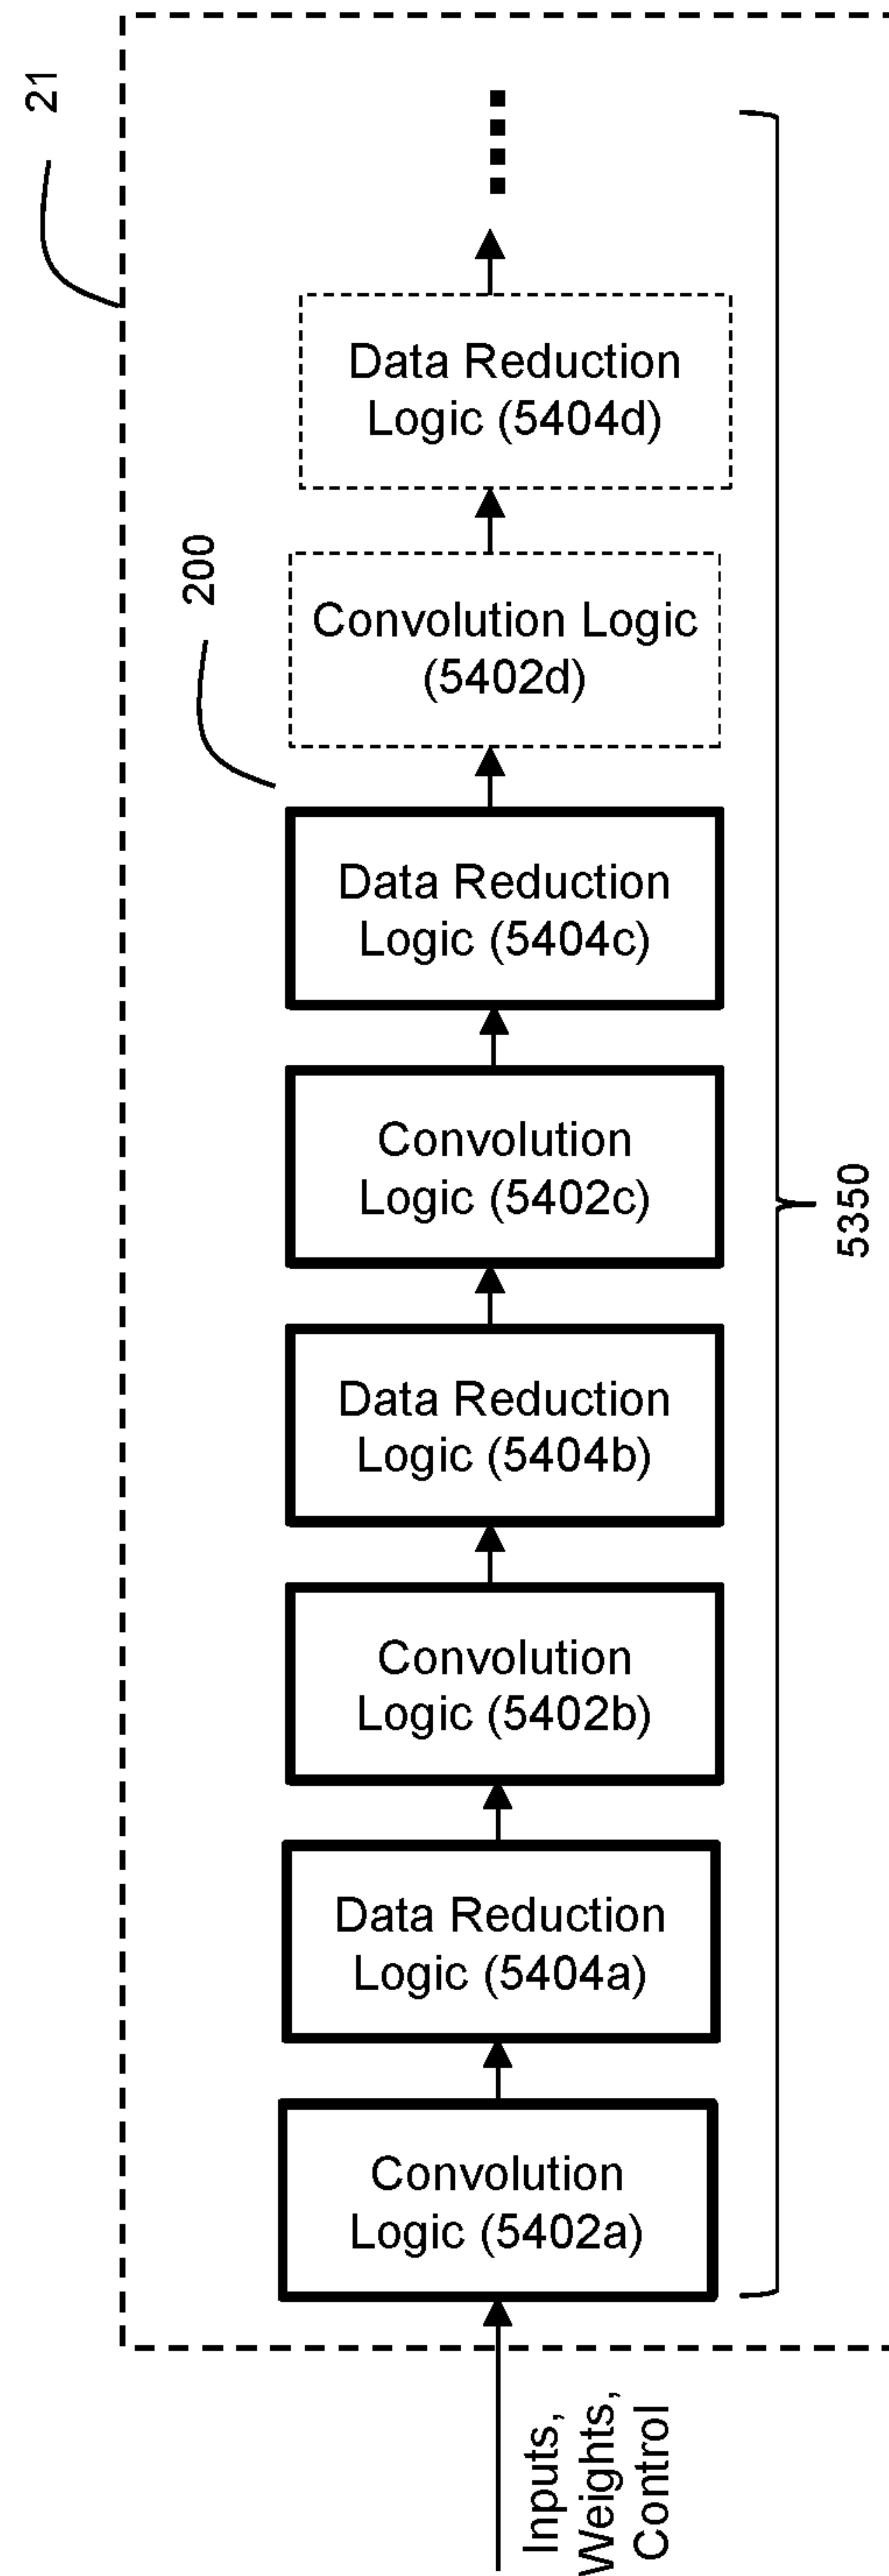 21
Data Reduction
Logic (5404d)
200
Convolution Logic
(5402d)
Data Reduction
Logic (5404c)
Convolution
Logic (5402c)
5350
Data Reduction
Logic (5404b)
Convolution
Logic (5402b)
Data Reduction
Logic (5404a)
Convolution
Logic (5402a)
Inputs,
Weights,
Control